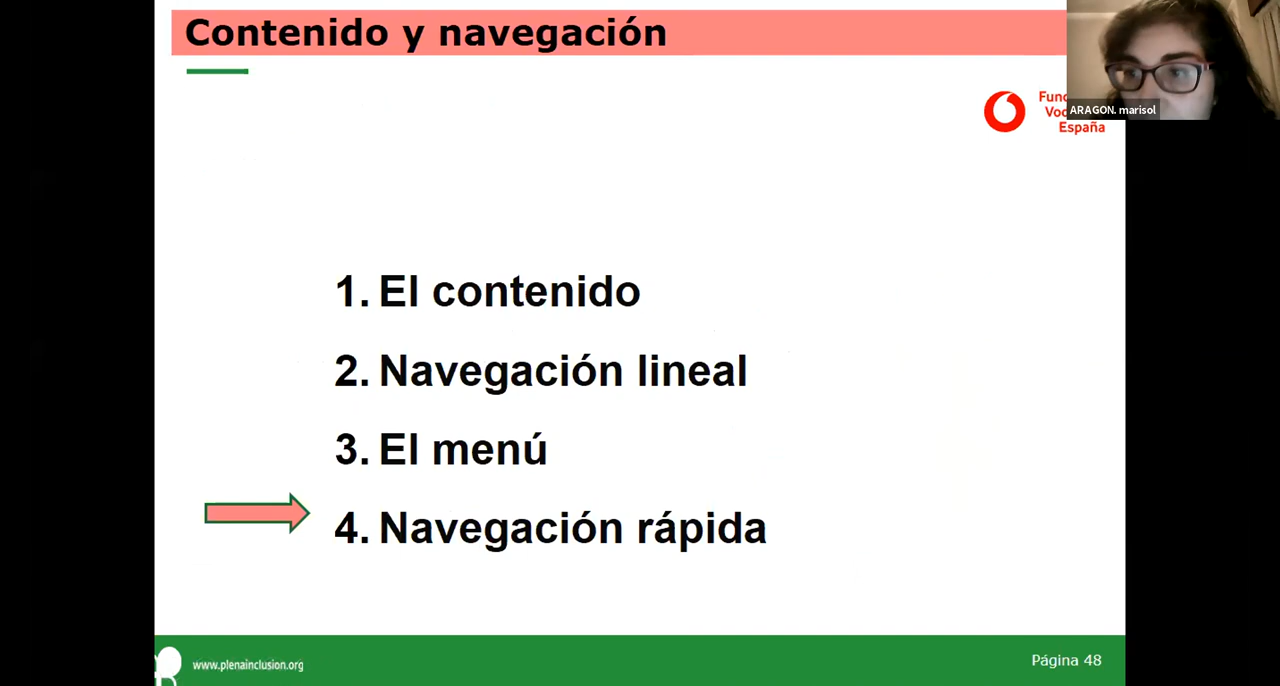 Contenido y navegación
ARAGON. marisol
España
1. El contenido
2. Navegación lineal
3. El menú
4. Navegación rápida
www.plenainclusion.org
Página 48